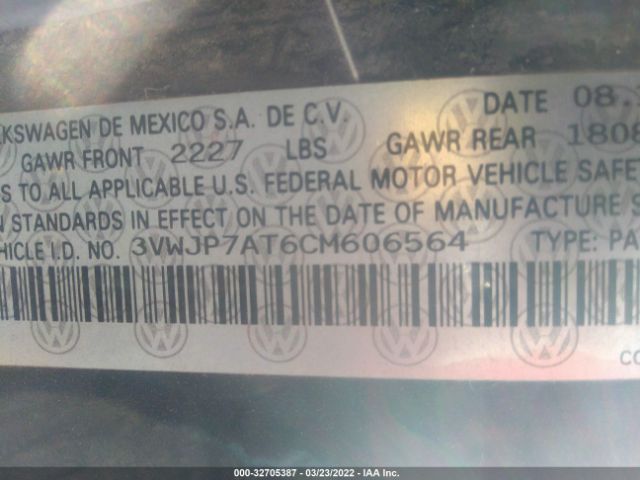 DATE 08.
KSWAGEN DE MEXICO S.A. DE C.V.
GAWR FRONT 2227 LBS GAWR REAR 1808
S TO ALL APPLICABLE U.S. FEDERAL MOTOR VEHICLE SAFE
N STANDARDS IN EFFECT ON THE DATE OF MANUFACTURE S
EHICLE I.D. NO. 3VWJP7AT6CM606564 TYPE: PA
CO
000-32705387 - 03/23/2022 - IAA Inc.